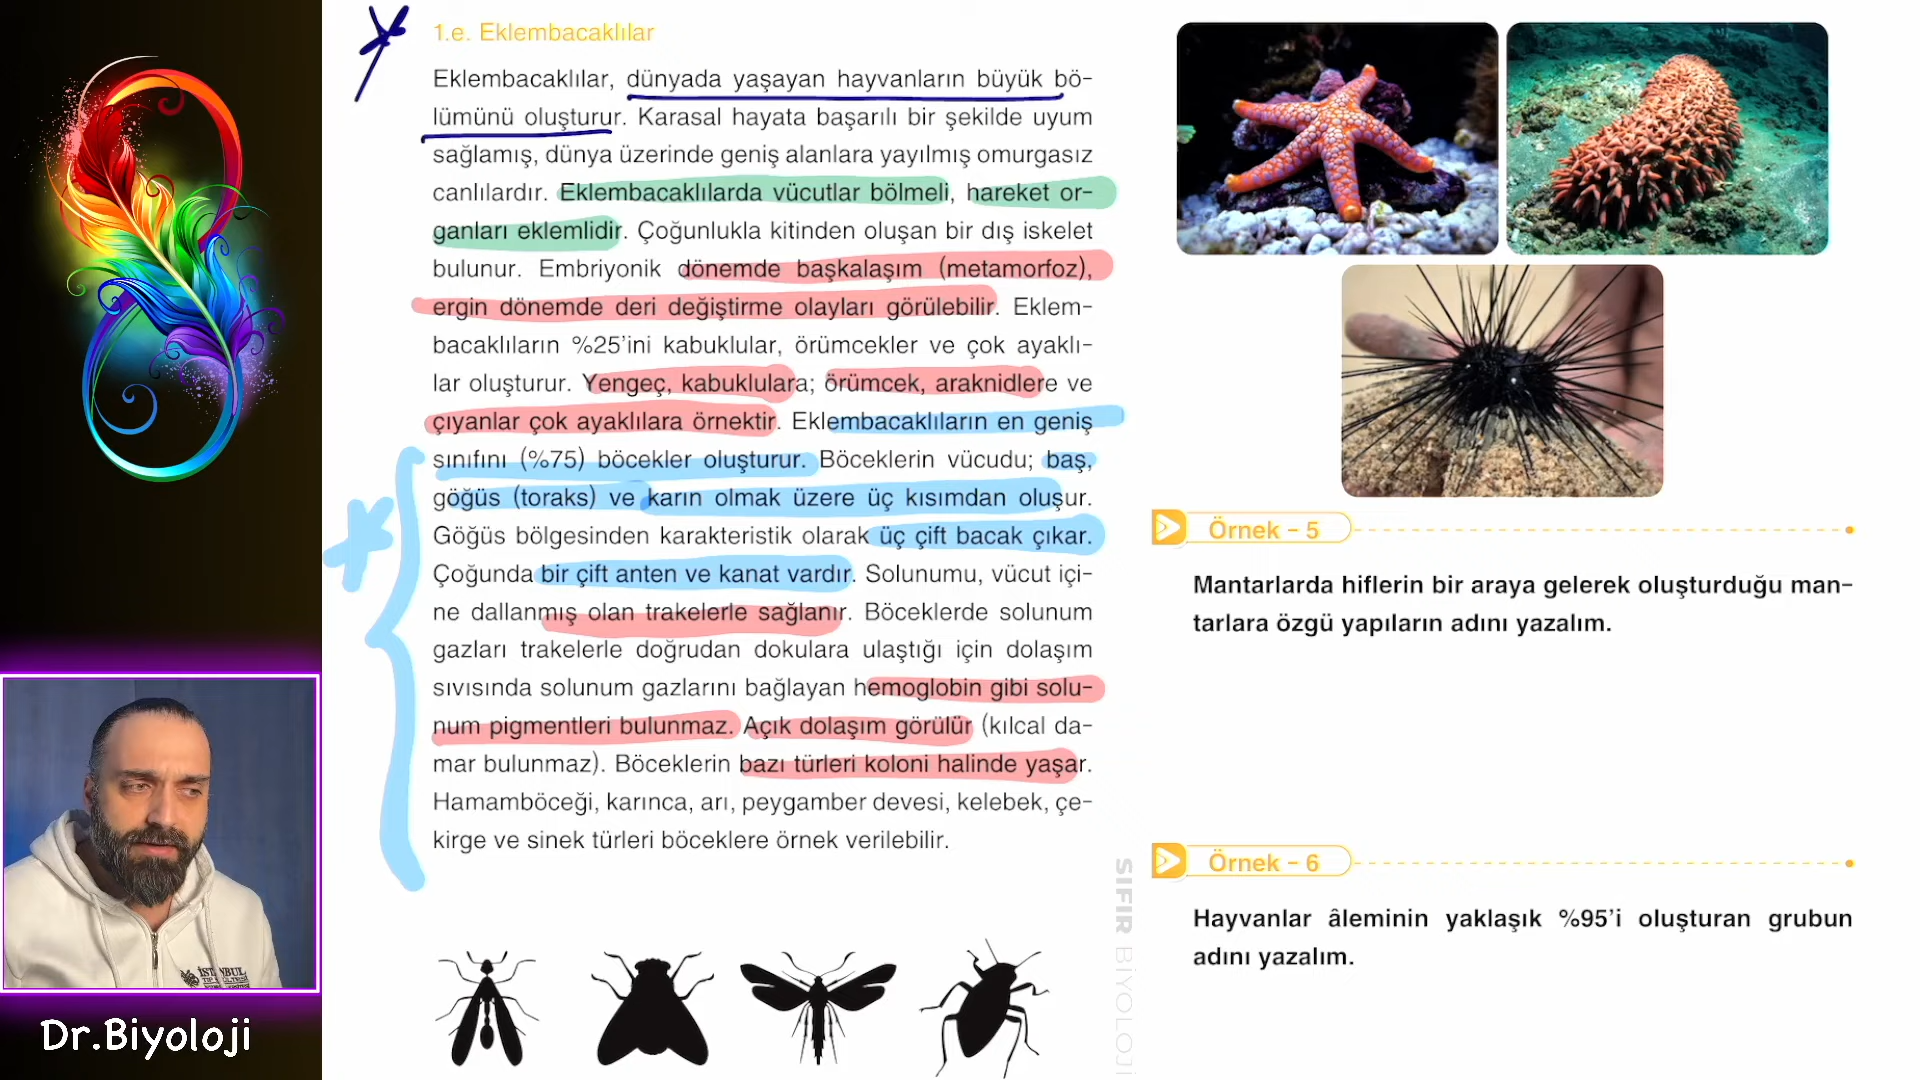 1.e. Eklembacaklılar
Eklembacaklılar, dünyada yaşayan hayvanların büyük bö-
lümünü oluşturur. Karasal hayata başarılı bir şekilde uyum
sağlamış, dünya üzerinde geniş alanlara yayılmış omurgasız
canlılardır. Eklembacaklılarda vücutlar bölmeli, hareket or-
ganları eklemlidir. Çoğunlukla kitinden oluşan bir dış iskelet
bulunur. Embriyonik dönemde başkalaşım (metamorfoz),
ergin dönemde deri değiştirme olayları görülebilir. Eklem-
bacaklıların %25'ini kabuklular, örümcekler ve çok ayaklı-
lar oluşturur. Yengeç, kabuklulara; örümcek, araknidlere ve
çıyanlar çok ayaklılara örnektir. Eklembacaklıların en geniş
sınıfını (%75) böcekler oluşturur. Böceklerin vücudu; baş,
göğüs (toraks) ve karın olmak üzere üç kısımdan oluşur.
Göğüs bölgesinden karakteristik olarak üç çift bacak çıkar.
Çoğunda bir çift anten ve kanat vardır. Solunumu, vücut içi-
ne dallanmış olan trakelerle sağlanır. Böceklerde solunum
gazları trakelerle doğrudan dokulara ulaştığı için dolaşım
sıvısında solunum gazlarını bağlayan hemoglobin gibi solu-
num pigmentleri bulunmaz. Açık dolaşım görülür (kılcal da-
mar bulunmaz). Böceklerin bazı türleri koloni halinde yaşar.
Hamamböceği, karınca, arı, peygamber devesi, kelebek, çe-
kirge ve sinek türleri böceklere örnek verilebilir.
SIFIR BİYOLOJİ
Örnek - 5
Mantarlarda hiflerin bir araya gelerek oluşturduğu man-
tarlara özgü yapıların adını yazalım.
Örnek - 6
Hayvanlar âleminin yaklaşık %95'i oluşturan grubun
adını yazalım.
İSTANBUL
Dr.Biyoloji